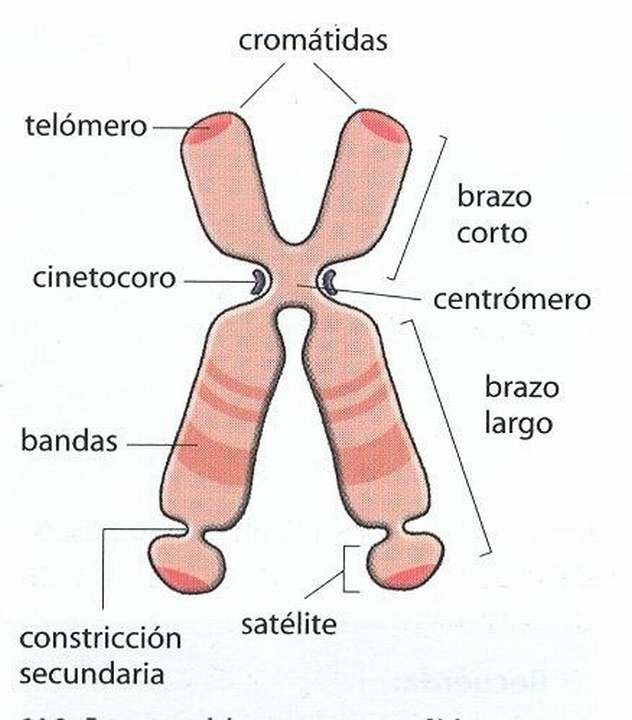 cromátidas
telómero
brazo
corto
cinetocoro
centrómero
brazo
largo
bandas
satélite
constricción
secundaria